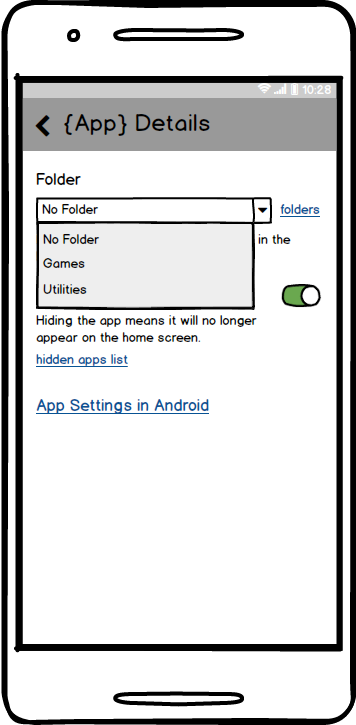 10:28
{App} Details
Folder
No Folder
folders
No Folder
in the
Games
Utilities
Hiding the app means it will no longer
appear on the home screen.
hidden apps list
App Settings in Android